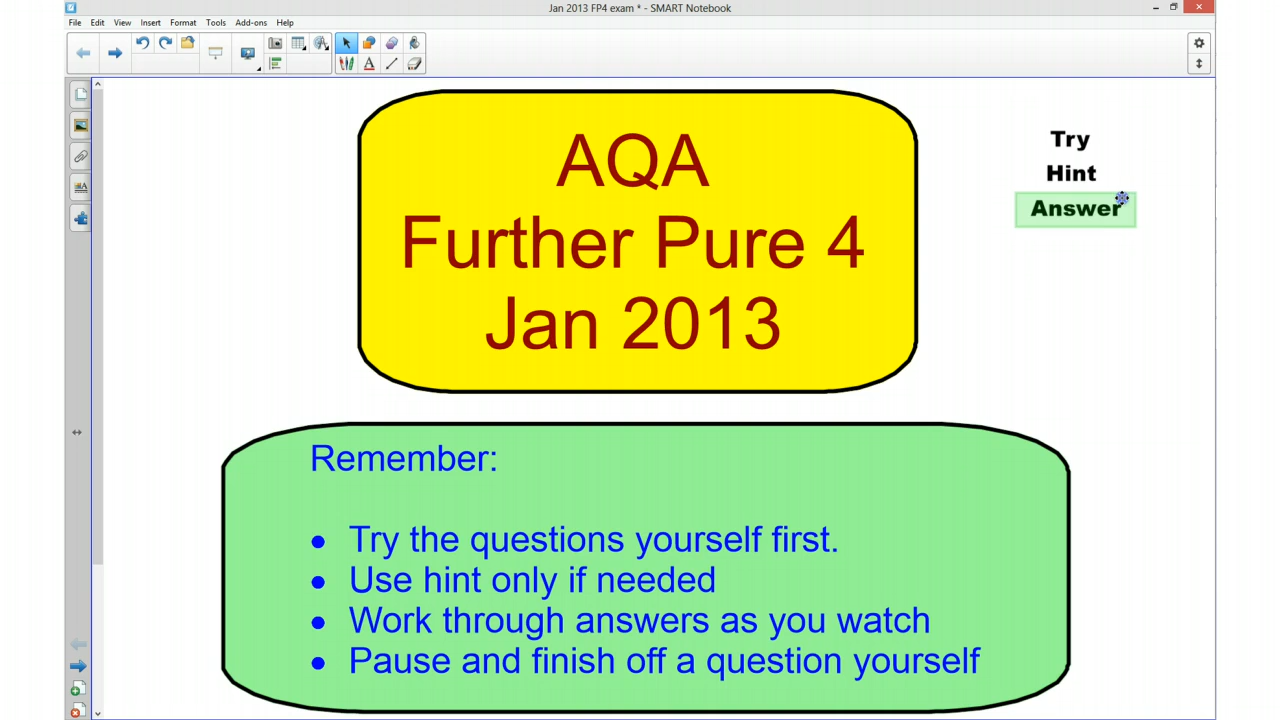 Jan 2013 FP4 exam * - SMART Notebook
File Edit View Insert Format Tools Add-ons Help
AQA
Further Pure 4
Jan 2013
Try
Hint
Answer
Remember:
• Try the questions yourself first.
• Use hint only if needed
• Work through answers as you watch
• Pause and finish off a question yourself